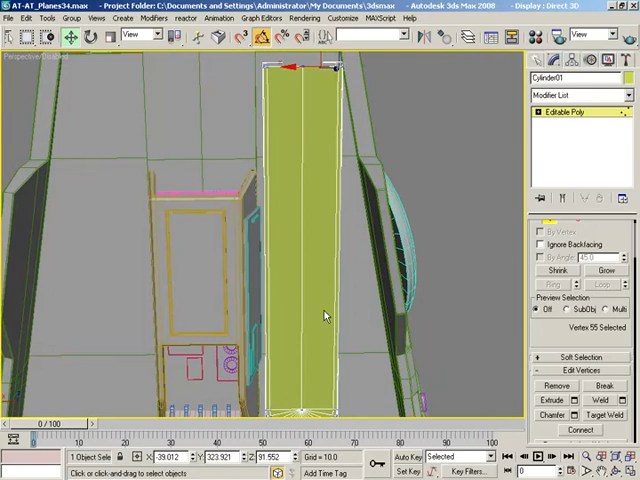 AT-AT_Planes34.max - Project Folder: C:\Documents and Settings\Administrator\My Documents\3dsmax - Autodesk 3ds Max 2008 - Display : Direct 3D
File Edit Tools Group Views Create Modifiers reactor Animation Graph Editors Rendering Customize MAXScript Help
View
View
Cylinder01
Modifier List
Editable Poly
By Vertex
Ignore Backfacing
By Angle: 45.0
Shrink Grow
Ring Loop
Preview Selection
Off SubObj Multi
Vertex 55 Selected
+ Soft Selection
- Edit Vertices
Remove Break
Extrude Weld
Chamfer Target Weld
Connect
0 / 100
0 10 20 30 40 50 60 70 80 90 100
1 Object Sele X: -39.012 Y: 323.921 Z: 91.552 Grid = 10.0 Auto Key Selected
Click or click-and-drag to select objects Add Time Tag Set Key Key Filters... 0